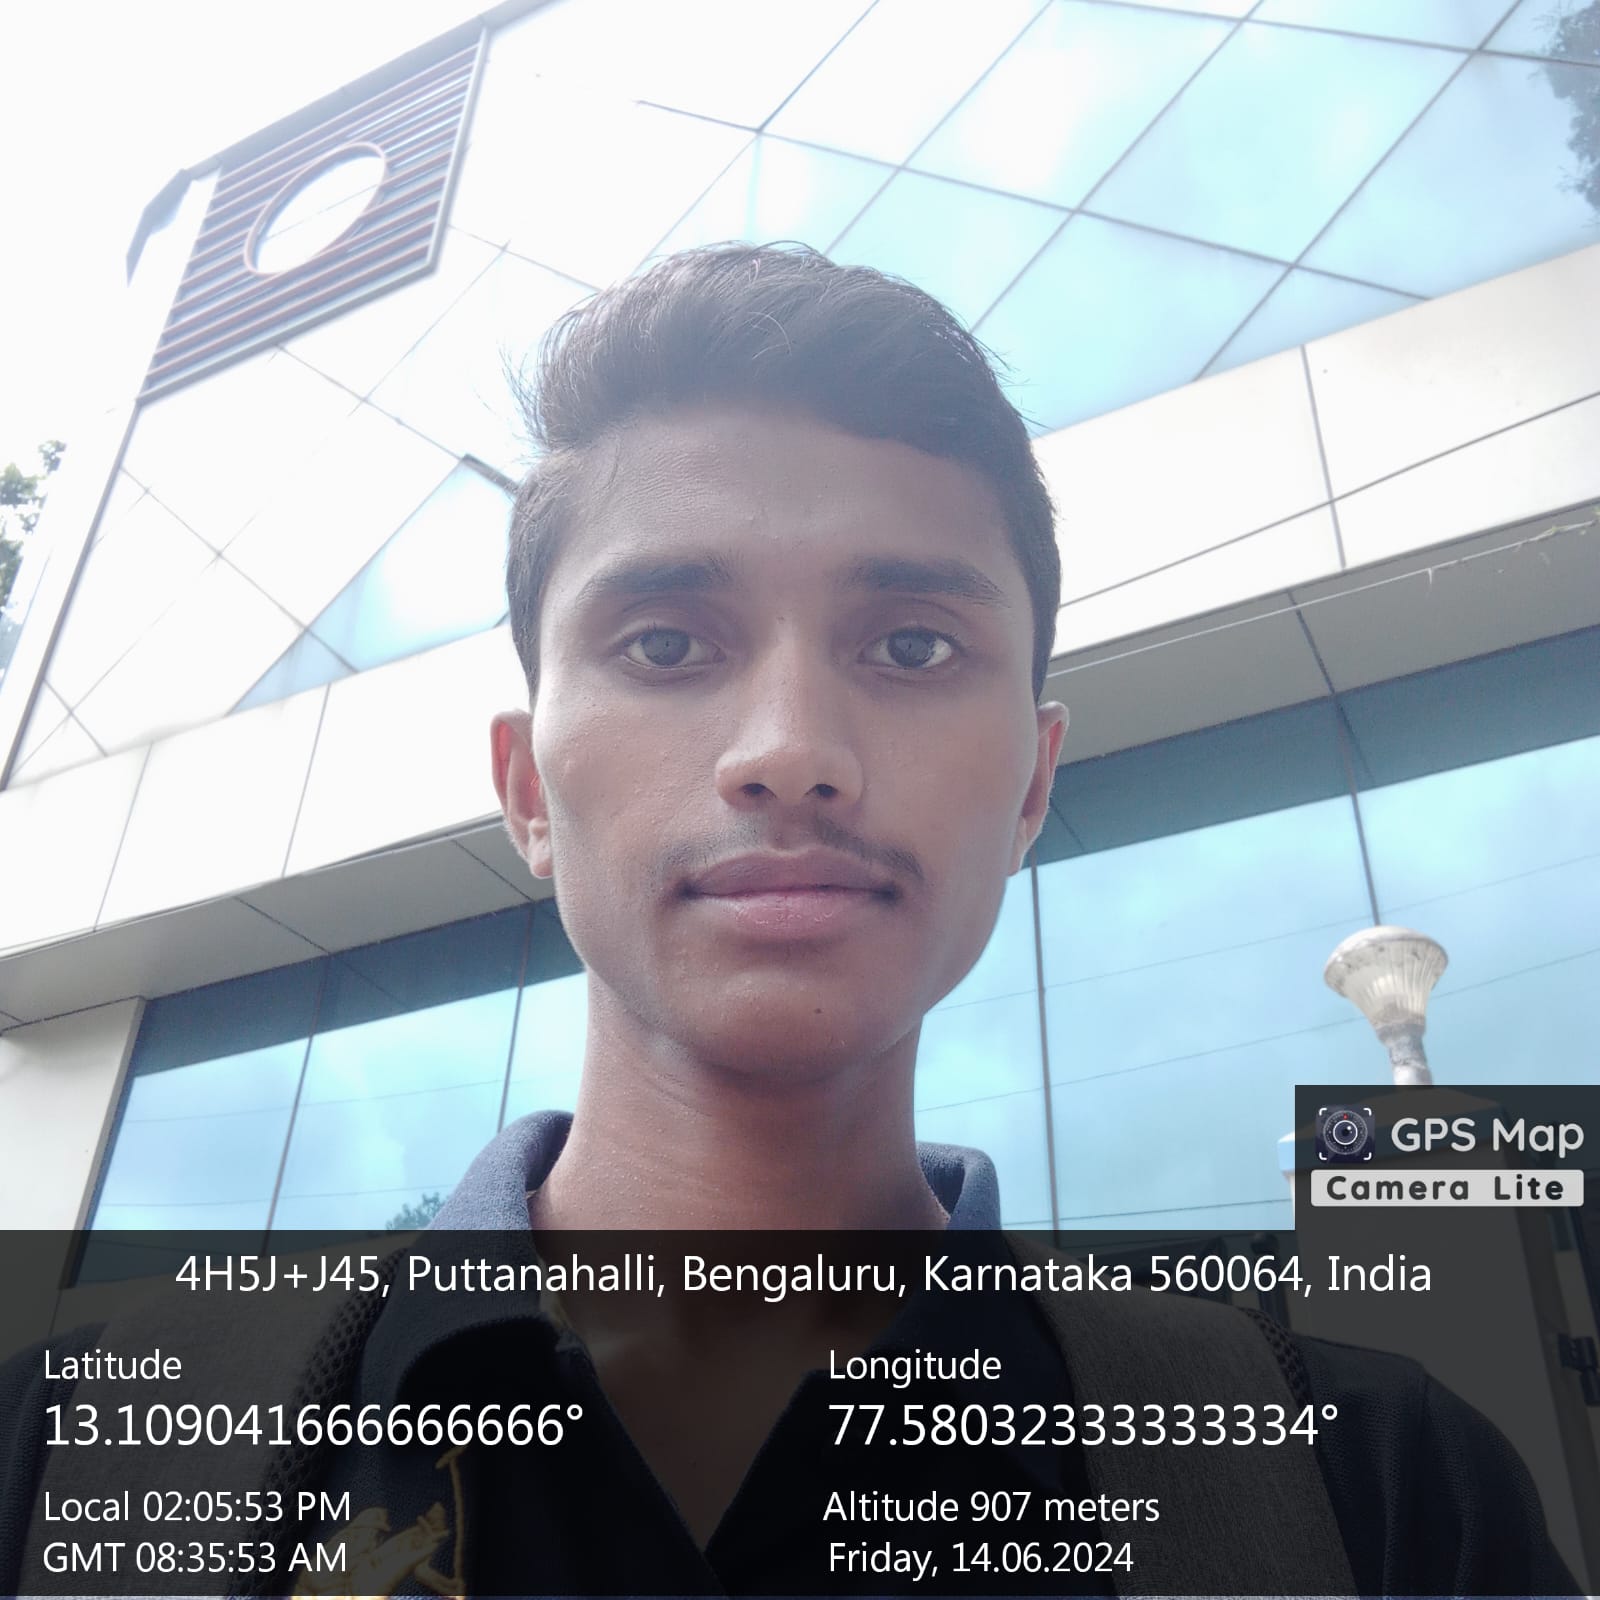 GPS Map
Camera Lite
4H5J+J45, Puttanahalli, Bengaluru, Karnataka 560064, India
Latitude
13.109041666666666°
Longitude
77.58032333333334°
Local 02:05:53 PM
GMT 08:35:53 AM
Altitude 907 meters
Friday, 14.06.2024